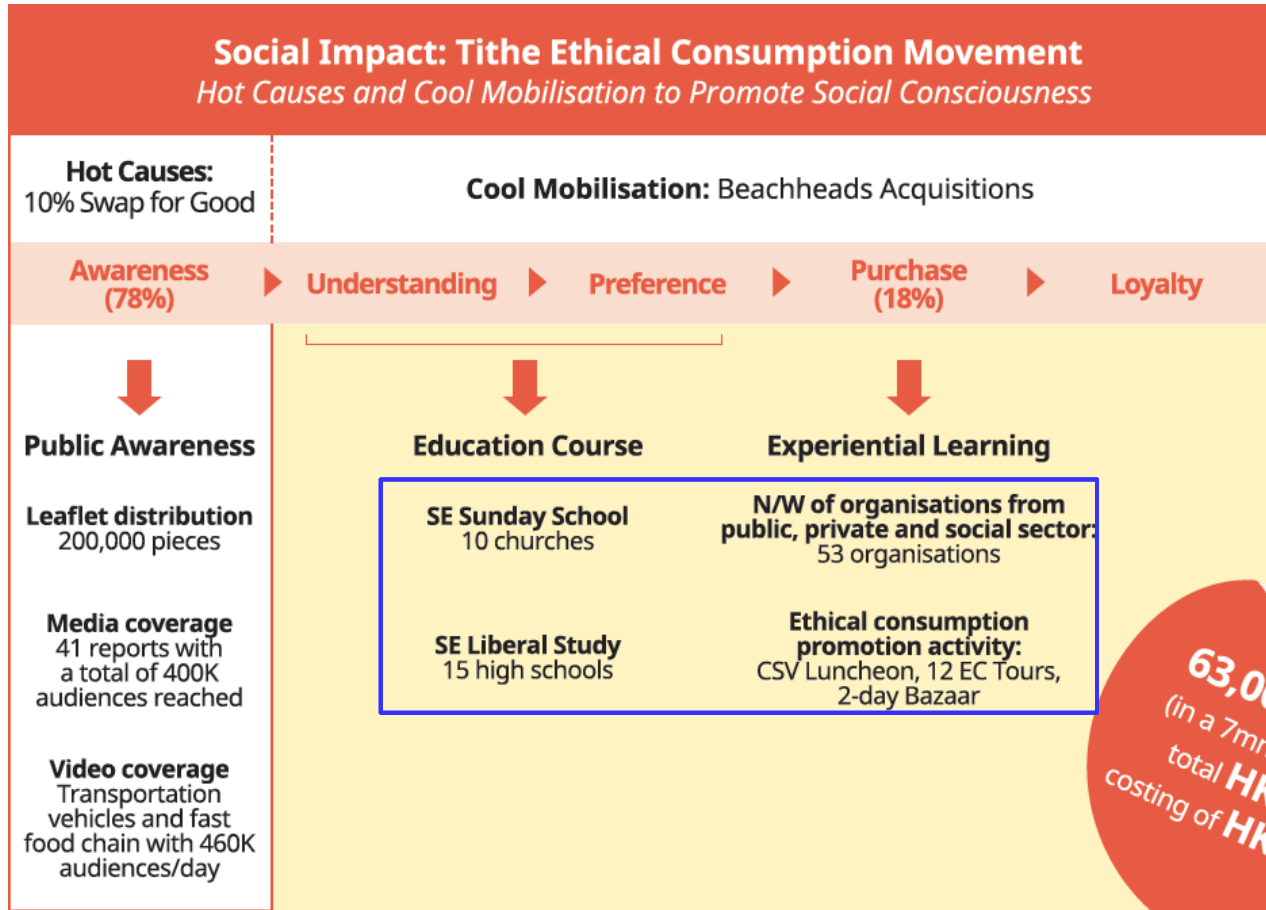 Social Impact: Tithe Ethical Consumption Movement
Hot Causes and Cool Mobilisation to Promote Social Consciousness
Hot Causes:
10% Swap for Good
Cool Mobilisation: Beachheads Acquisitions
Awareness
(78%)
Understanding
Preference
Purchase
(18%)
Loyalty
Public Awareness
Leaflet distribution
200,000 pieces
Media coverage
41 reports with
a total of 400K
audiences reached
Video coverage
Transportation
vehicles and fast
food chain with 460K
audiences/day
Education Course
SE Sunday School
10 churches
SE Liberal Study
15 high schools
Experiential Learning
N/W of organisations from
public, private and social sector:
53 organisations
Ethical consumption
promotion activity:
CSV Luncheon, 12 EC Tours,
2-day Bazaar
(in a
total
costing of